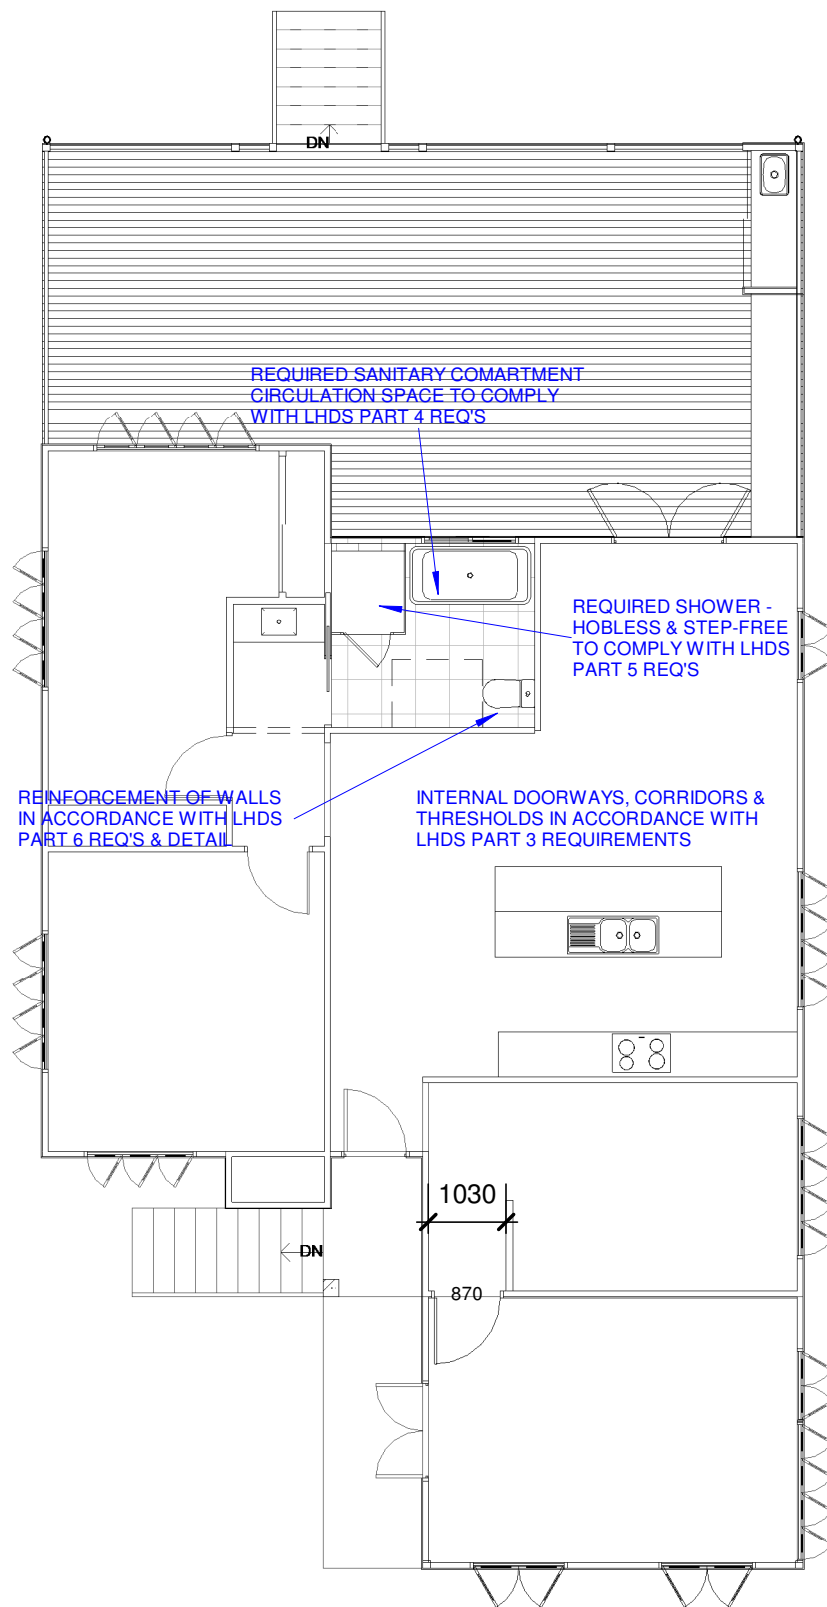 DN
REQUIRED SANITARY COMARTMENT
CIRCULATION SPACE TO COMPLY
WITH LHDS PART 4 REQ'S
REQUIRED SHOWER -
HOBLESS & STEP-FREE
TO COMPLY WITH LHDS
PART 5 REQ'S
REINFORCEMENT OF WALLS
IN ACCORDANCE WITH LHDS
PART 6 REQ'S & DETAIL
INTERNAL DOORWAYS, CORRIDORS &
THRESHOLDS IN ACCORDANCE WITH
LHDS PART 3 REQUIREMENTS
1030
DN
870